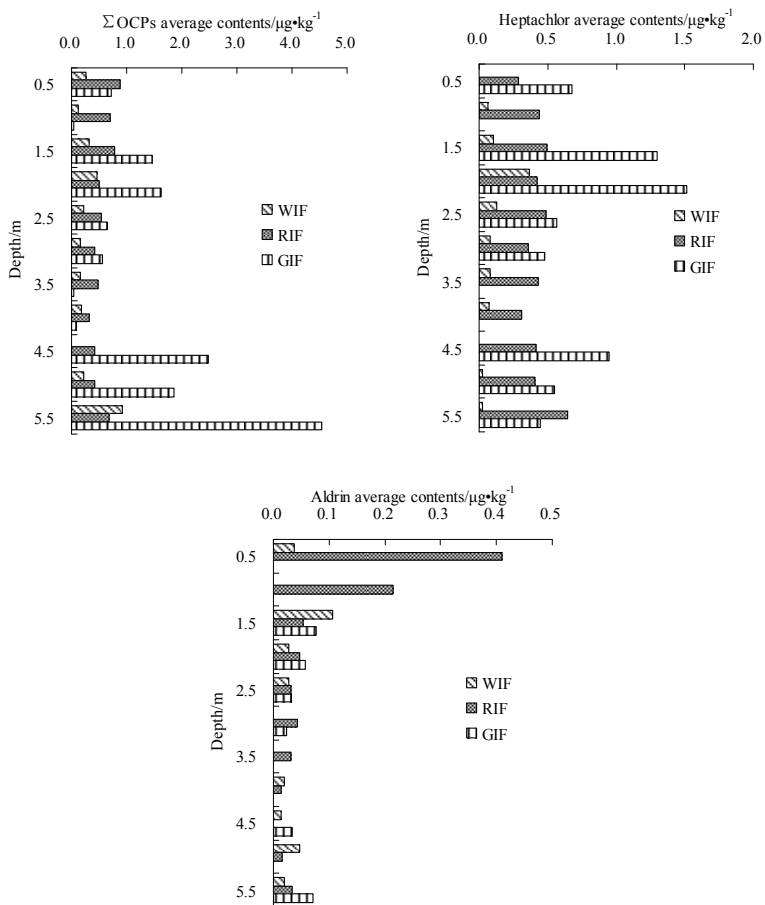 ΣOCPs average contents/μg•kg-1
0.0 1.0 2.0 3.0 4.0 5.0
0.5
1.5
2.5
3.5
4.5
5.5
Depth/m
WIF
RIF
GIF
Heptachlor average contents/μg•kg-1
0.0 0.5 1.0 1.5 2.0
0.5
1.5
2.5
3.5
4.5
5.5
Depth/m
WIF
RIF
GIF
Aldrin average contents/μg•kg-1
0.0 0.1 0.2 0.3 0.4 0.5
0.5
1.5
2.5
3.5
4.5
5.5
Depth/m
WIF
RIF
GIF